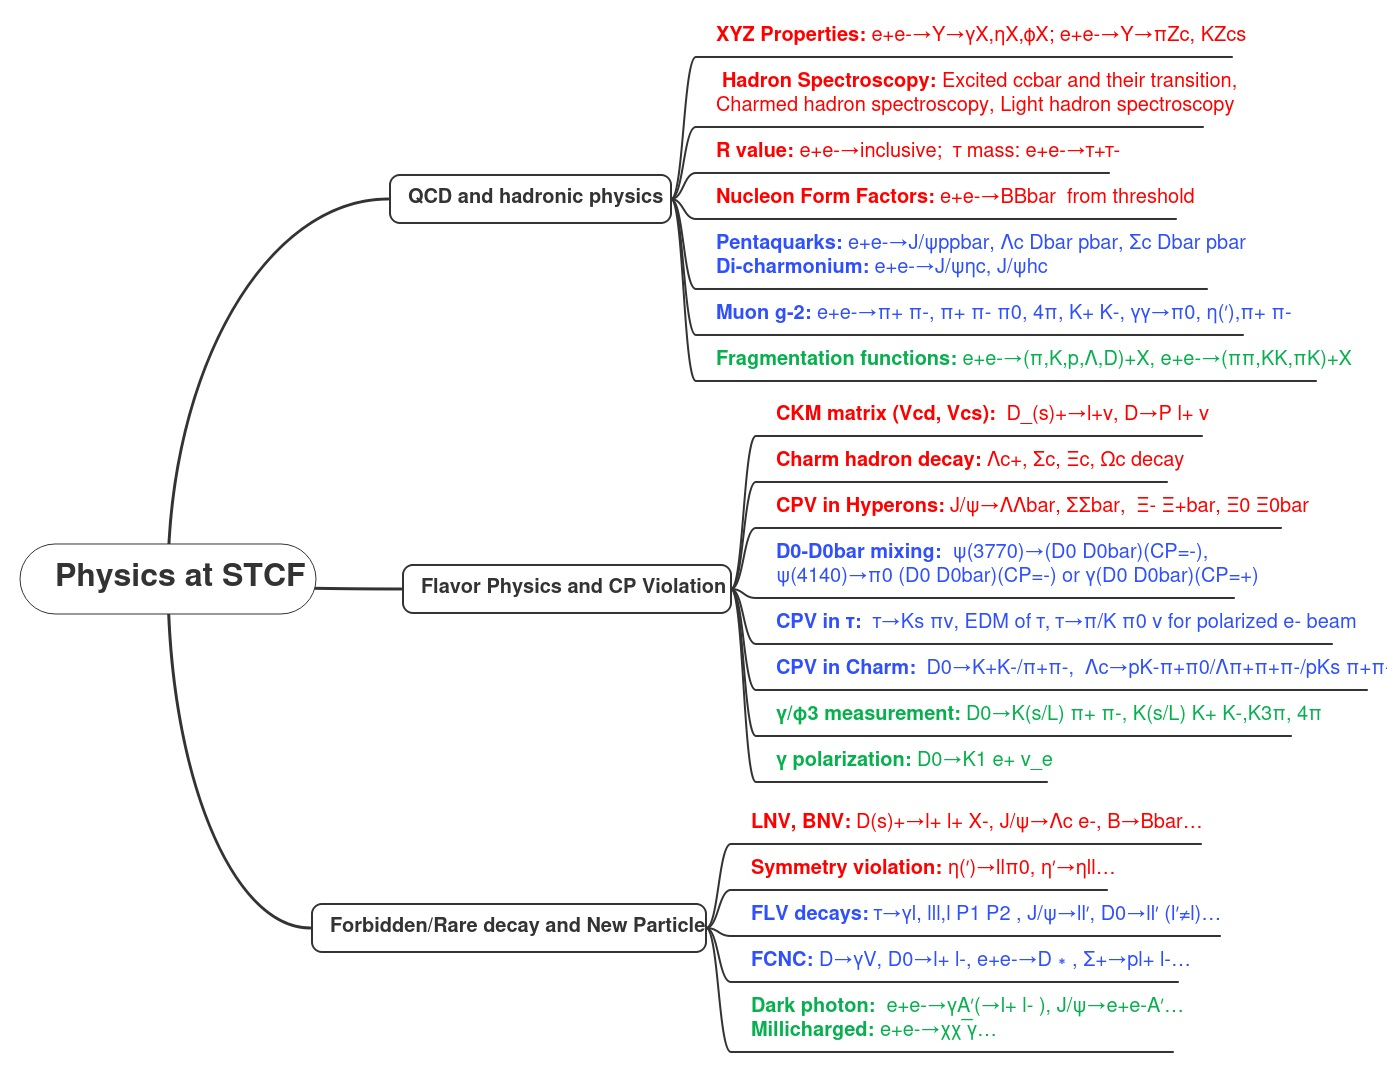 XYZ Properties: e+e-→Y→γX,ηX,ϕX; e+e-→Y→πZc, KZcs
Hadron Spectroscopy: Excited ccbar and their transition,
Charmed hadron spectroscopy, Light hadron spectroscopy
R value: e+e-→inclusive; τ mass: e+e-→τ+τ-
QCD and hadronic physics
Nucleon Form Factors: e+e-→BBbar from threshold
Pentaquarks: e+e-→J/ψppbar, Λc Dbar pbar, Σc Dbar pbar
Di-charmonium: e+e-→J/ψηc, J/ψhc
Muon g-2: e+e-→π+ π-, π+ π- π0, 4π, K+ K-, γγ→π0, η(′),π+ π-
Fragmentation functions: e+e-→(π,K,p,Λ,D)+X, e+e-→(ππ,KK,πK)+X
CKM matrix (Vcd, Vcs): D_(s)+→l+ν, D→P l+ ν
Charm hadron decay: Λc+, Σc, Ξc, Ωc decay
CPV in Hyperons: J/ψ→ΛΛbar, ΣΣbar, Ξ- Ξ+bar, Ξ0 Ξ0bar
D0-D0bar mixing: ψ(3770)→(D0 D0bar)(CP=-),
ψ(4140)→π0 (D0 D0bar)(CP=-) or γ(D0 D0bar)(CP=+)
Physics at STCF
Flavor Physics and CP Violation
CPV in τ: τ→Ks πν, EDM of τ, τ→π/K π0 ν for polarized e- beam
CPV in Charm: D0→K+K-/π+π-, Λc→pK-π+π0/Λπ+π+π-/pKs π+π-
γ/ϕ3 measurement: D0→K(s/L) π+ π-, K(s/L) K+ K-,K3π, 4π
γ polarization: D0→K1 e+ ν_e
LNV, BNV: D(s)+→l+ l+ X-, J/ψ→Λc e-, B→Bbar…
Symmetry violation: η(′)→llπ0, η′→ηll…
FLV decays: τ→γl, lll,l P1 P2 , J/ψ→ll′, D0→ll′ (l′≠l)…
Forbidden/Rare decay and New Particle
FCNC: D→γV, D0→l+ l-, e+e-→D ∗ , Σ+→pl+ l-…
Dark photon: e+e-→γA′(→l+ l- ), J/ψ→e+e-A′…
Millicharged: e+e-→χχ ̅γ…